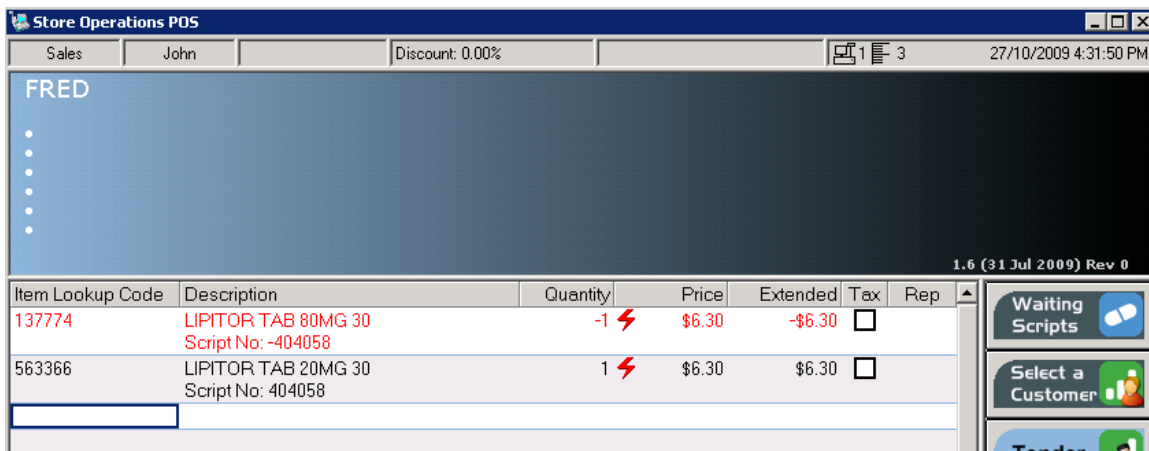 Store Operations POS
Sales John Discount: 0.00% 1 3 27/10/2009 4:31:50 PM
FRED
1.6 (31 Jul 2009) Rev 0
Item Lookup Code Description Quantity Price Extended Tax Rep
137774 LIPITOR TAB 80MG 30 -1 $6.30 -$6.30
Script No: -404058
563366 LIPITOR TAB 20MG 30 1 $6.30 $6.30
Script No: 404058
Waiting
Scripts
Select a
Customer
Tender